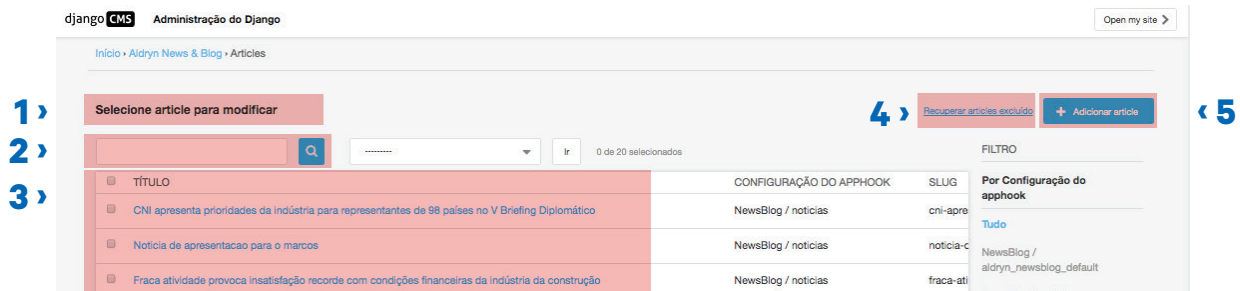 django CMS Administração do Django Open my site
Início › Aldryn News & Blog › Articles
1 › Selecione article para modificar 4 › Recuperar articles excluído + Adicionar article ‹ 5
2 › --------- Ir 0 de 20 selecionados FILTRO
3 › TÍTULO CONFIGURAÇÃO DO APPHOOK SLUG Por Configuração do
apphook
CNI apresenta prioridades da indústria para representantes de 98 países no V Briefing Diplomático NewsBlog / noticias cni-apre
Tudo
Noticia de apresentacao para o marcos NewsBlog / noticias noticia-c
NewsBlog /
aldryn_newsblog_default
Fraca atividade provoca insatisfação recorde com condições financeiras da indústria da construção NewsBlog / noticias fraca-ati